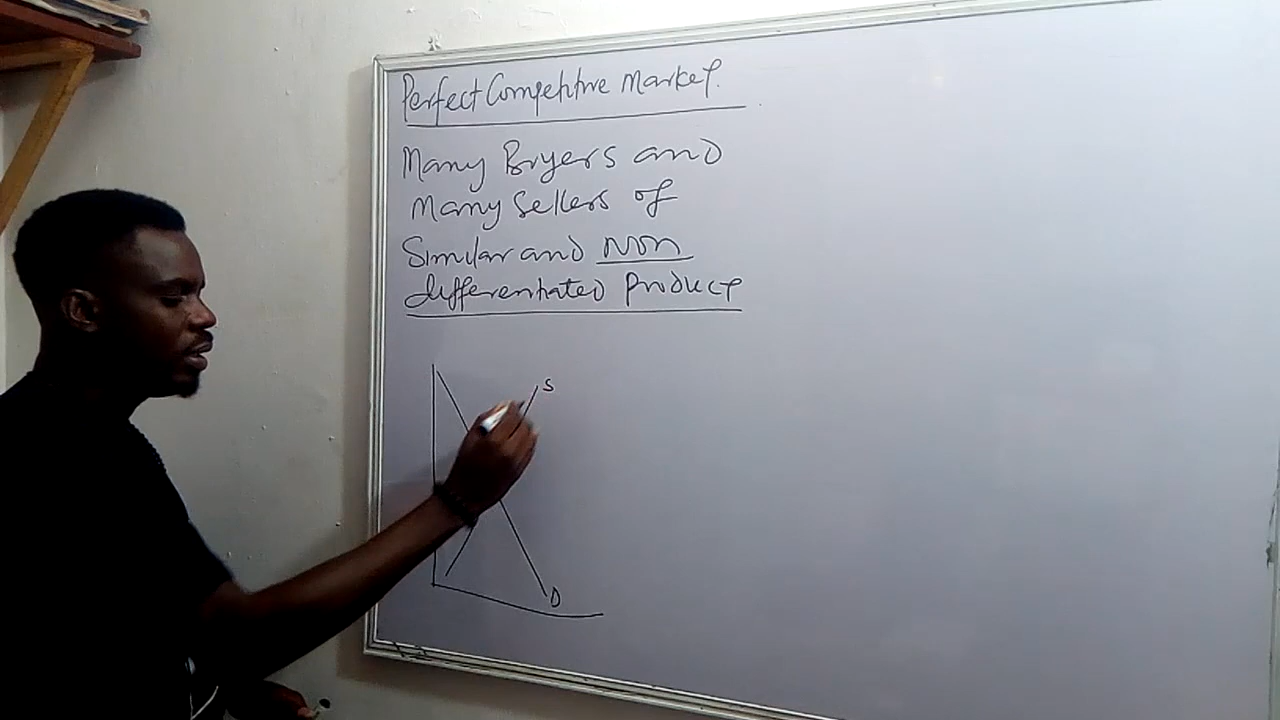 Perfect Competitive Market.
Many Buyers and
Many Sellers of
Similar and Non
differentiated Product
S
D